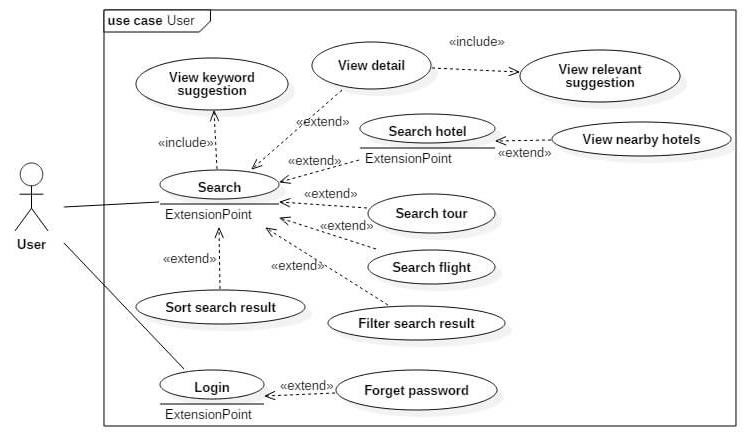 use case User
«include»
View keyword
suggestion
View detail
View relevant
suggestion
«extend»
Search hotel
«include»
View nearby hotels
«extend»
«extend»
ExtensionPoint
Search
«extend»
ExtensionPoint
Search tour
«extend»
User
«extend»
Search flight
«extend»
Sort search result
Filter search result
Login
«extend»
Forget password
ExtensionPoint